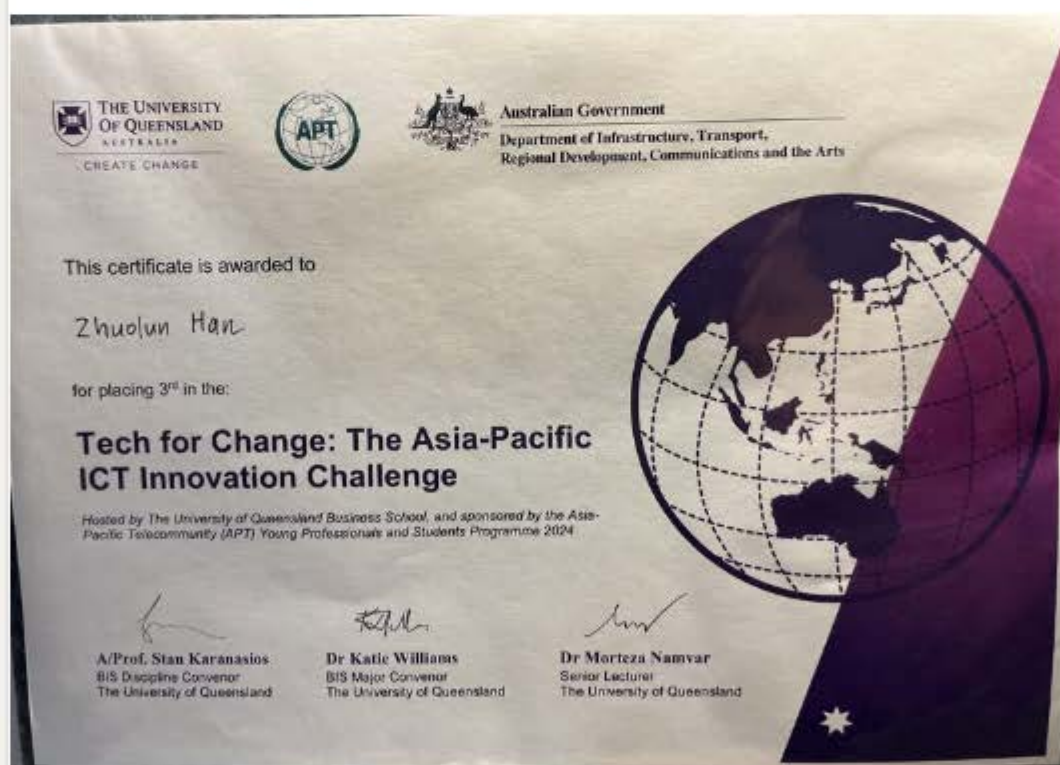 THE UNIVERSITY
OF QUEENSLAND
AUSTRALIA
CREATE CHANGE
APT
Australian Government
Department of Infrastructure, Transport,
Regional Development, Communications and the Arts
This certificate is awarded to
Zhuolun Han
for placing 3rd in the:
Tech for Change: The Asia-Pacific
ICT Innovation Challenge
Hosted by The University of Queensland Business School, and sponsored by the Asia-
Pacific Telecommunity (APT) Young Professionals and Students Programme 2024
A/Prof. Stan Karanasios
BIS Discipline Convenor
The University of Queensland
Dr Katie Williams
BIS Major Convenor
The University of Queensland
Dr Morteza Namvar
Senior Lecturer
The University of Queensland